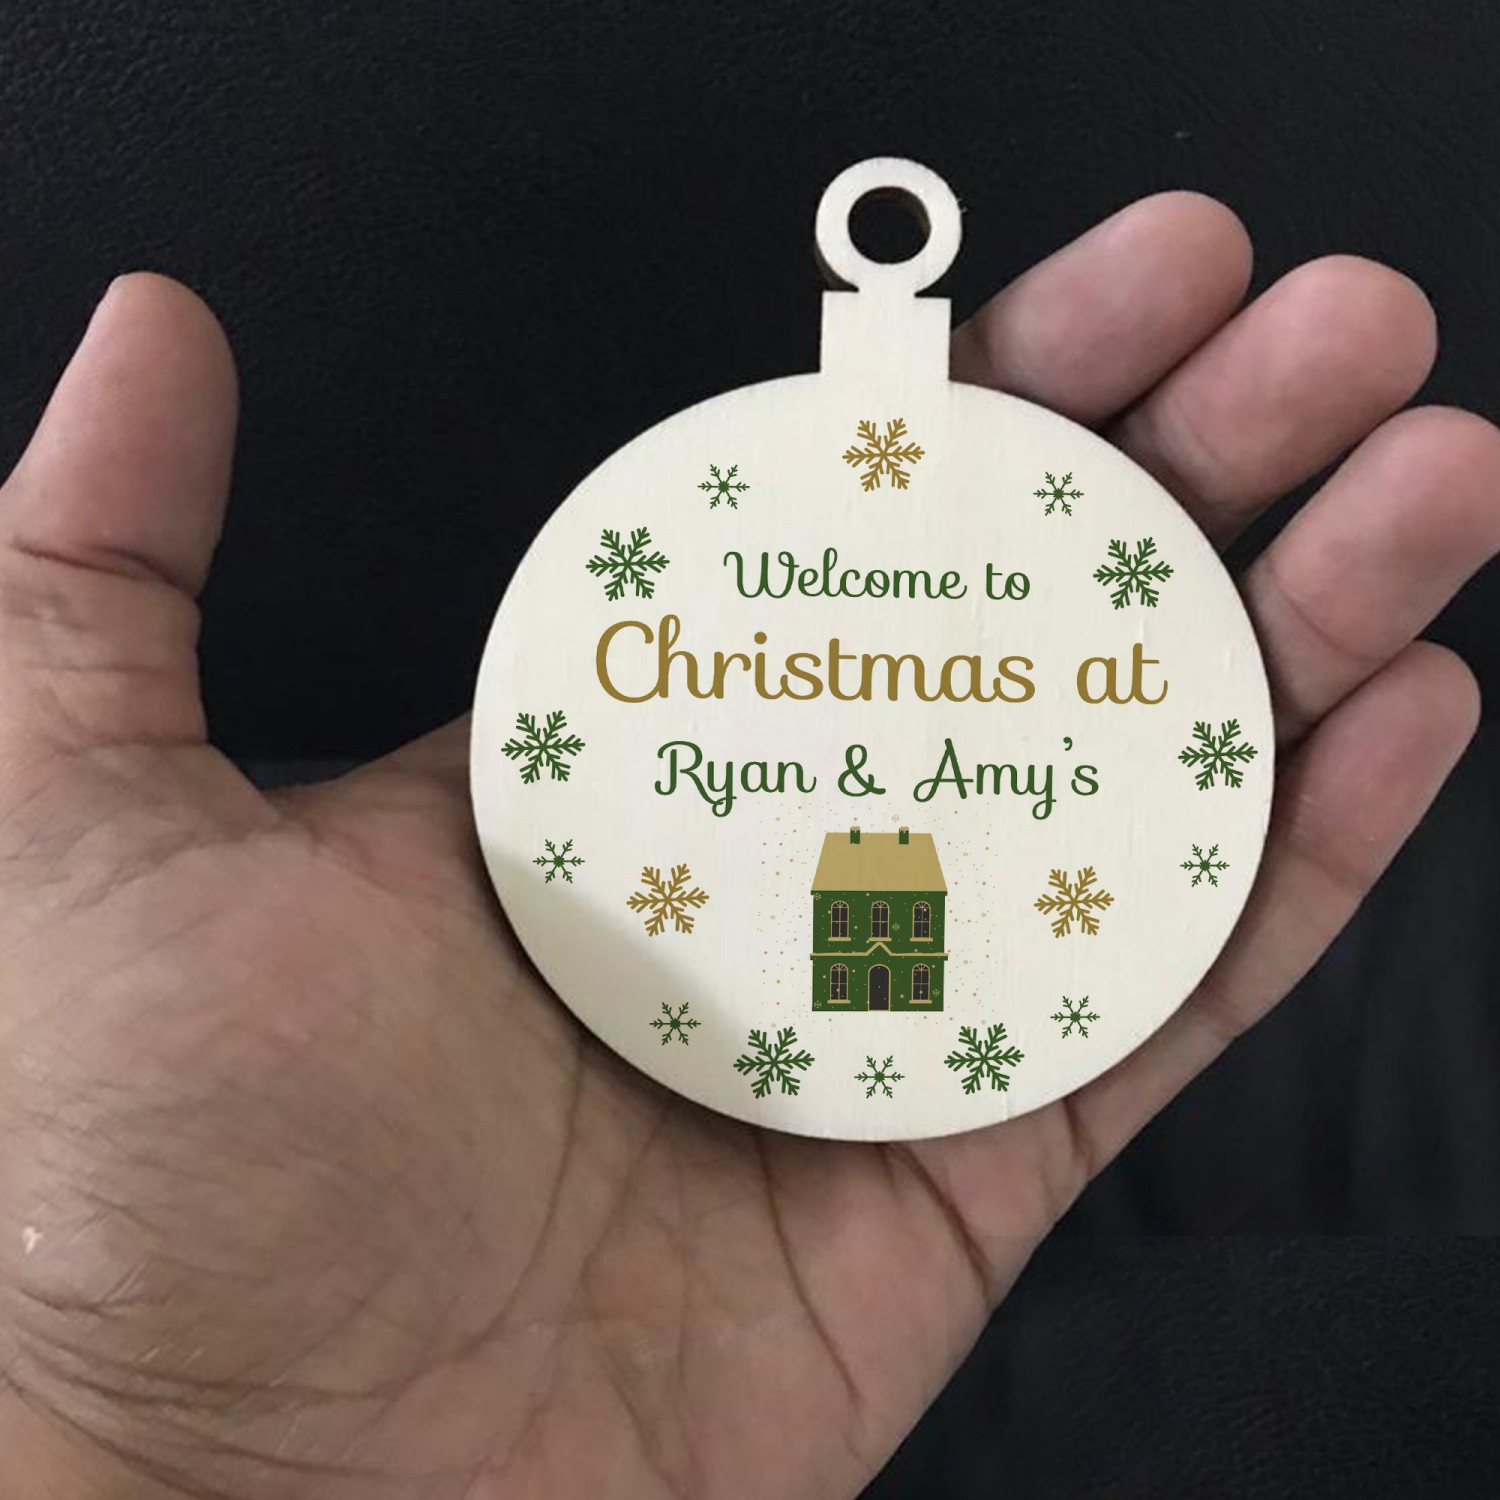 Welcome to
Christmas at
Ryan & Amy's